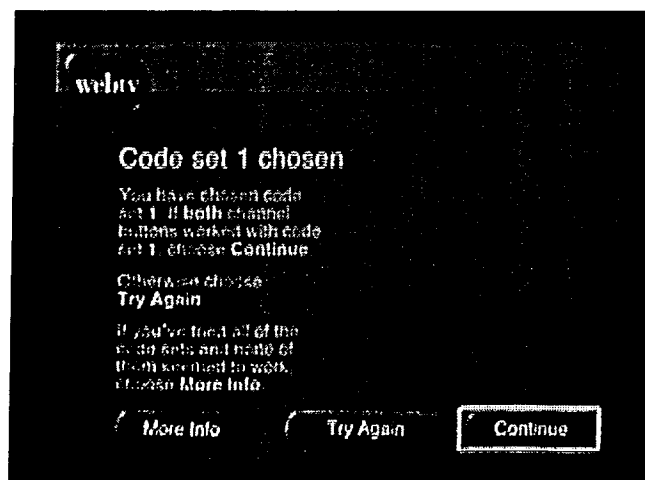 webtv
Code set 1 chosen
You have chosen code
set 1. If both channel
buttons worked with code
set 1, choose Continue.
Otherwise choose
Try Again
If you've tried all of the
code sets and none of
them seemed to work,
choose More Info.
More Info
Try Again
Continue